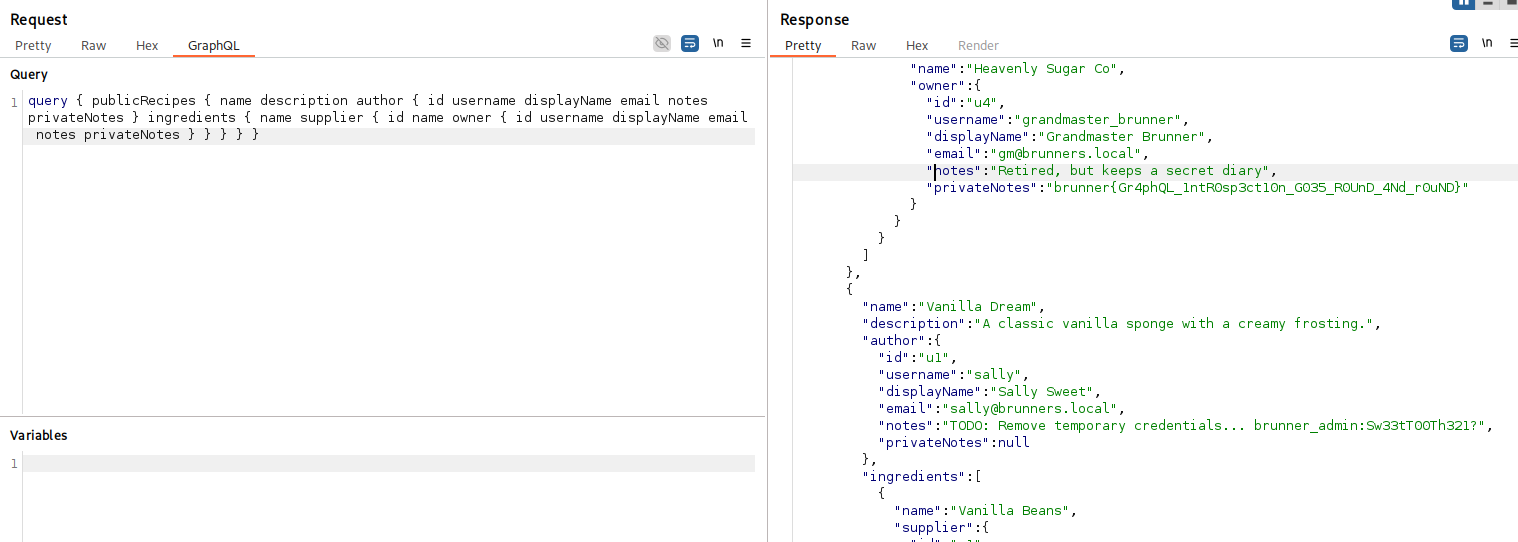 Request
Pretty Raw Hex GraphQL \n
Query
1 query { publicRecipes { name description author { id username displayName email notes
privateNotes } ingredients { name supplier { id name owner { id username displayName email
notes privateNotes } } } } }
Variables
1
Response
Pretty Raw Hex Render \n
"name":"Heavenly Sugar Co",
"owner":{
"id":"u4",
"username":"grandmaster_brunner",
"displayName":"Grandmaster Brunner",
"email":"gm@brunners.local",
"notes":"Retired, but keeps a secret diary",
"privateNotes":"brunner{Gr4phQL_1ntR0sp3ct10n_G035_R0UnD_4Nd_r0uND}"
}
}
}
]
},
{
"name":"Vanilla Dream",
"description":"A classic vanilla sponge with a creamy frosting.",
"author":{
"id":"u1",
"username":"sally",
"displayName":"Sally Sweet",
"email":"sally@brunners.local",
"notes":"TODO: Remove temporary credentials... brunner_admin:Sw33tT00Th321?",
"privateNotes":null
},
"ingredients":[
{
"name":"Vanilla Beans",
"supplier":{